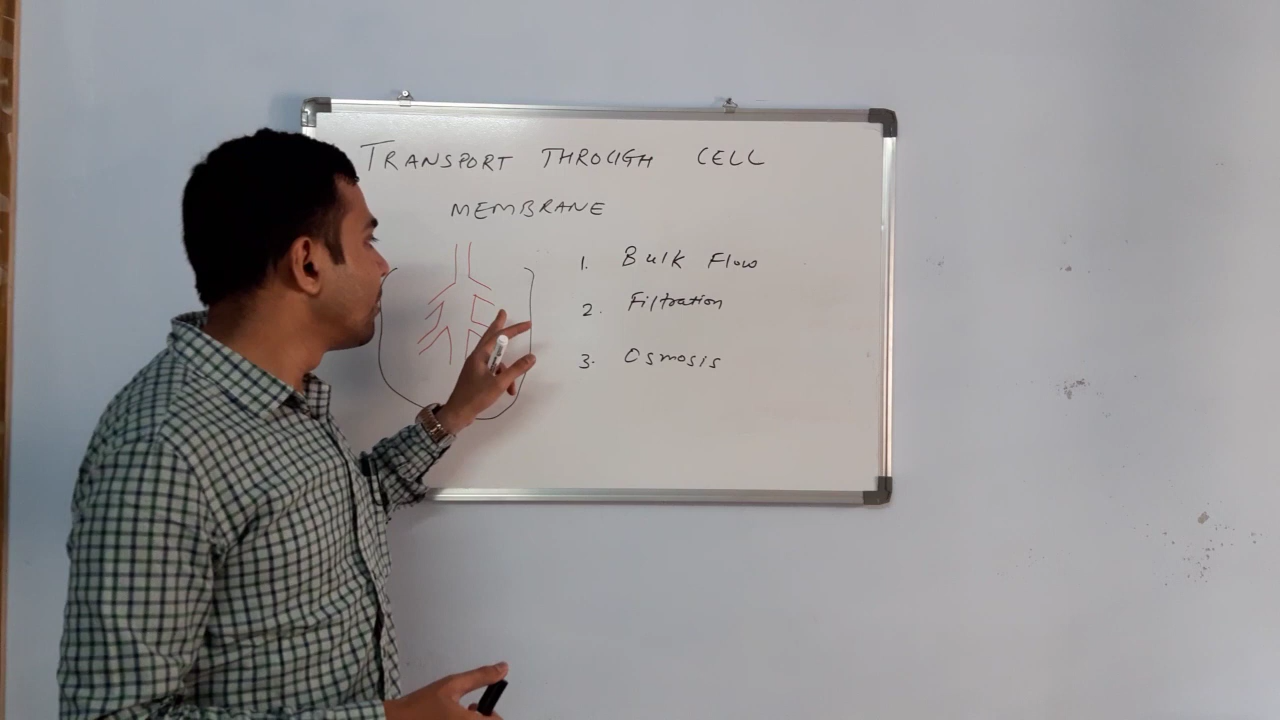 TRANSPORT THROUGH CELL
MEMBRANE
1. Bulk Flow
2. Filtration
3. Osmosis